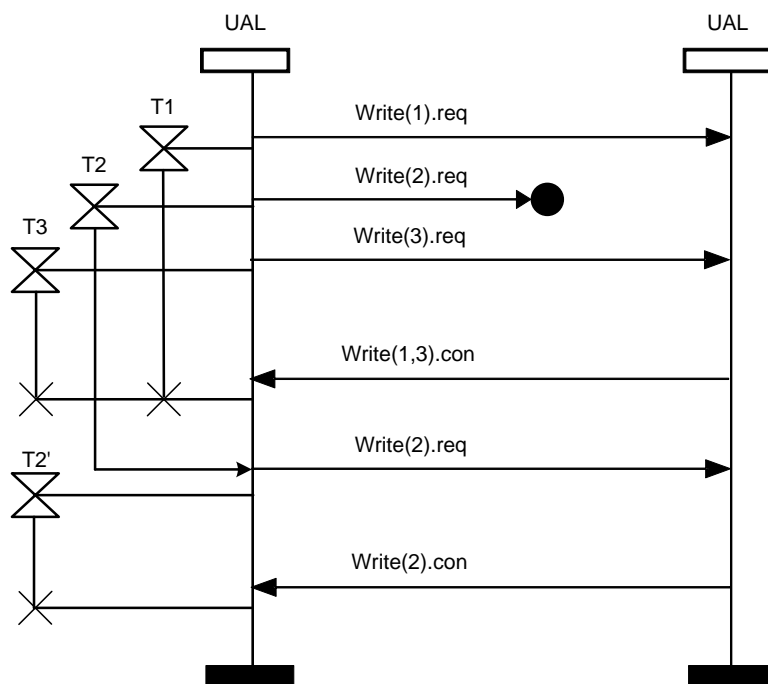 UAL
UAL
T1
Write(1).req
T2
Write(2).req
T3
Write(3).req
Write(1,3).con
Write(2).req
T2'
Write(2).con